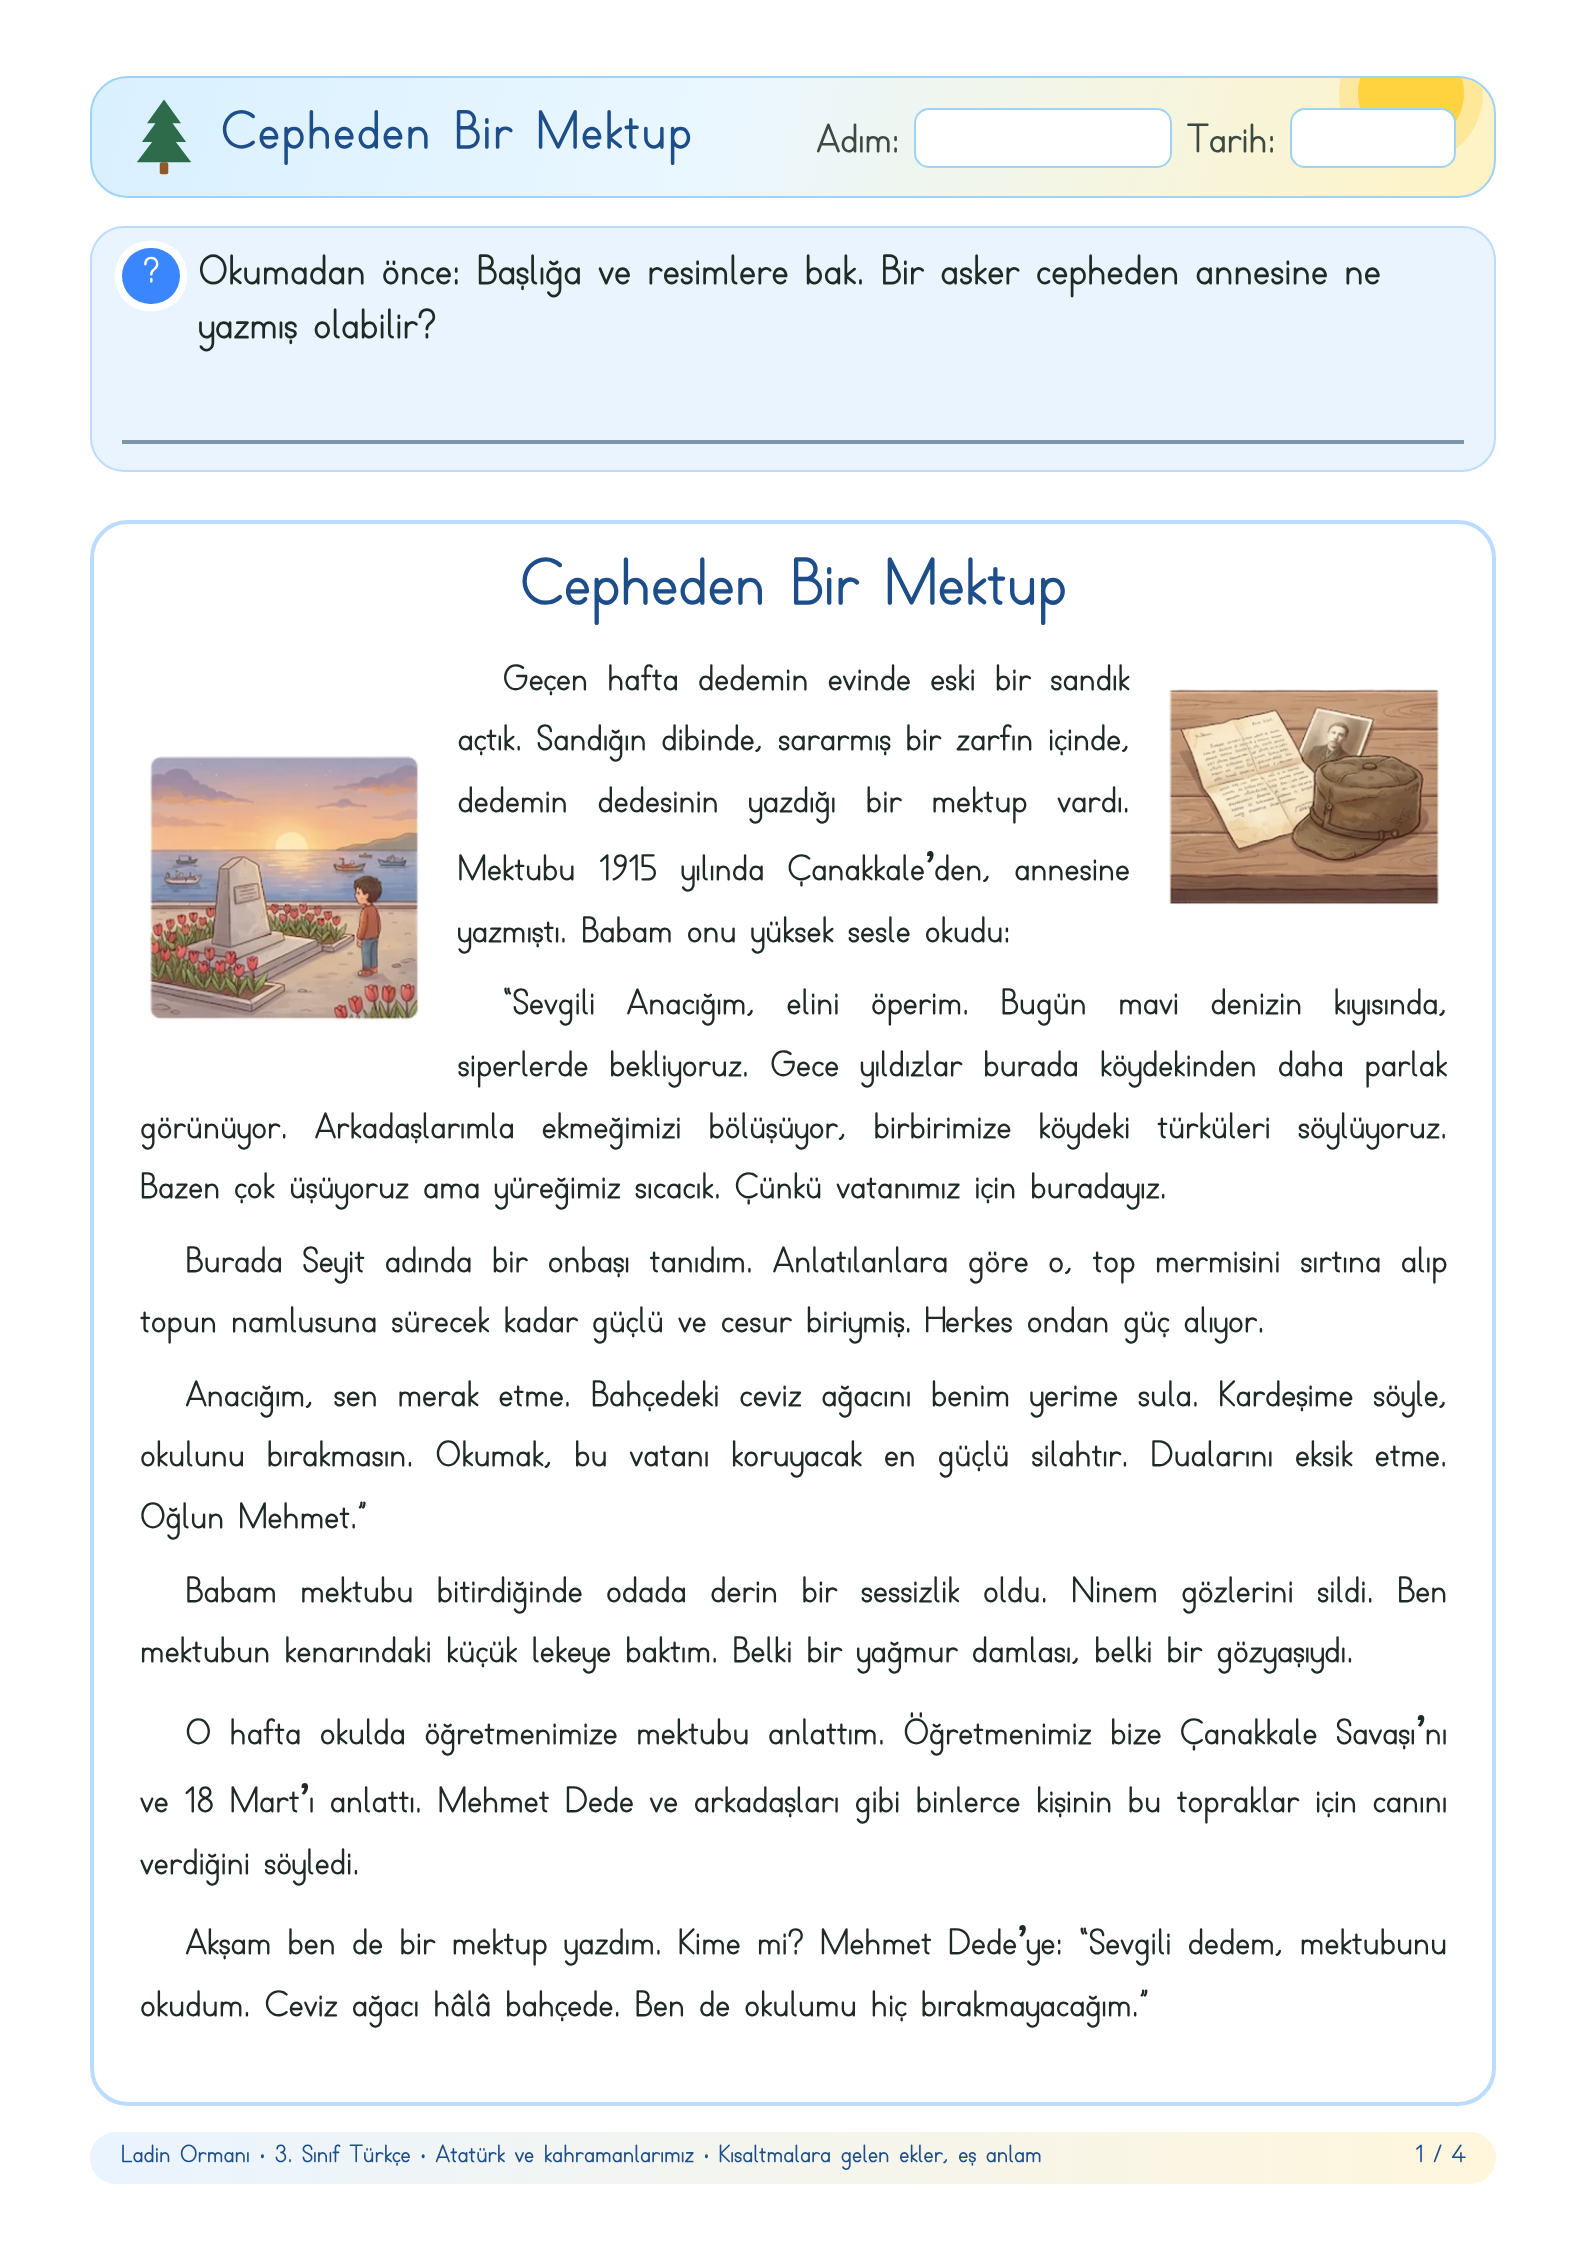 Cepheden Bir Mektup
Adım:
Tarih:
?
Okumadan önce: Başlığa ve resimlere bak. Bir asker cepheden annesine ne
yazmış olabilir?
Cepheden Bir Mektup
Geçen hafta dedemin evinde eski bir sandık
açtık. Sandığın dibinde, sararmış bir zarfın içinde,
dedemin dedesinin yazdığı bir mektup vardı.
Mektubu 1915 yılında Çanakkale’den, annesine
yazmıştı. Babam onu yüksek sesle okudu:
“Sevgili Anacığım, elini öperim. Bugün mavi denizin kıyısında,
siperlerde bekliyoruz. Gece yıldızlar burada köydekinden daha parlak
görünüyor. Arkadaşlarımla ekmeğimizi bölüşüyor, birbirimize köydeki türküleri söylüyoruz.
Bazen çok üşüyoruz ama yüreğimiz sıcacık. Çünkü vatanımız için buradayız.
Burada Seyit adında bir onbaşı tanıdım. Anlatılanlara göre o, top mermisini sırtına alıp
topun namlusuna sürecek kadar güçlü ve cesur biriymiş. Herkes ondan güç alıyor.
Anacığım, sen merak etme. Bahçedeki ceviz ağacını benim yerime sula. Kardeşime söyle,
okulunu bırakmasın. Okumak, bu vatanı koruyacak en güçlü silahtır. Dualarını eksik etme.
Oğlun Mehmet.”
Babam mektubu bitirdiğinde odada derin bir sessizlik oldu. Ninem gözlerini sildi. Ben
mektubun kenarındaki küçük lekeye baktım. Belki bir yağmur damlası, belki bir gözyaşıydı.
O hafta okulda öğretmenimize mektubu anlattım. Öğretmenimiz bize Çanakkale Savaşı’nı
ve 18 Mart’ı anlattı. Mehmet Dede ve arkadaşları gibi binlerce kişinin bu topraklar için canını
verdiğini söyledi.
Akşam ben de bir mektup yazdım. Kime mi? Mehmet Dede’ye: “Sevgili dedem, mektubunu
okudum. Ceviz ağacı hâlâ bahçede. Ben de okulumu hiç bırakmayacağım.”
Ladin Ormanı • 3. Sınıf Türkçe • Atatürk ve kahramanlarımız • Kısaltmalara gelen ekler, eş anlam
1 / 4